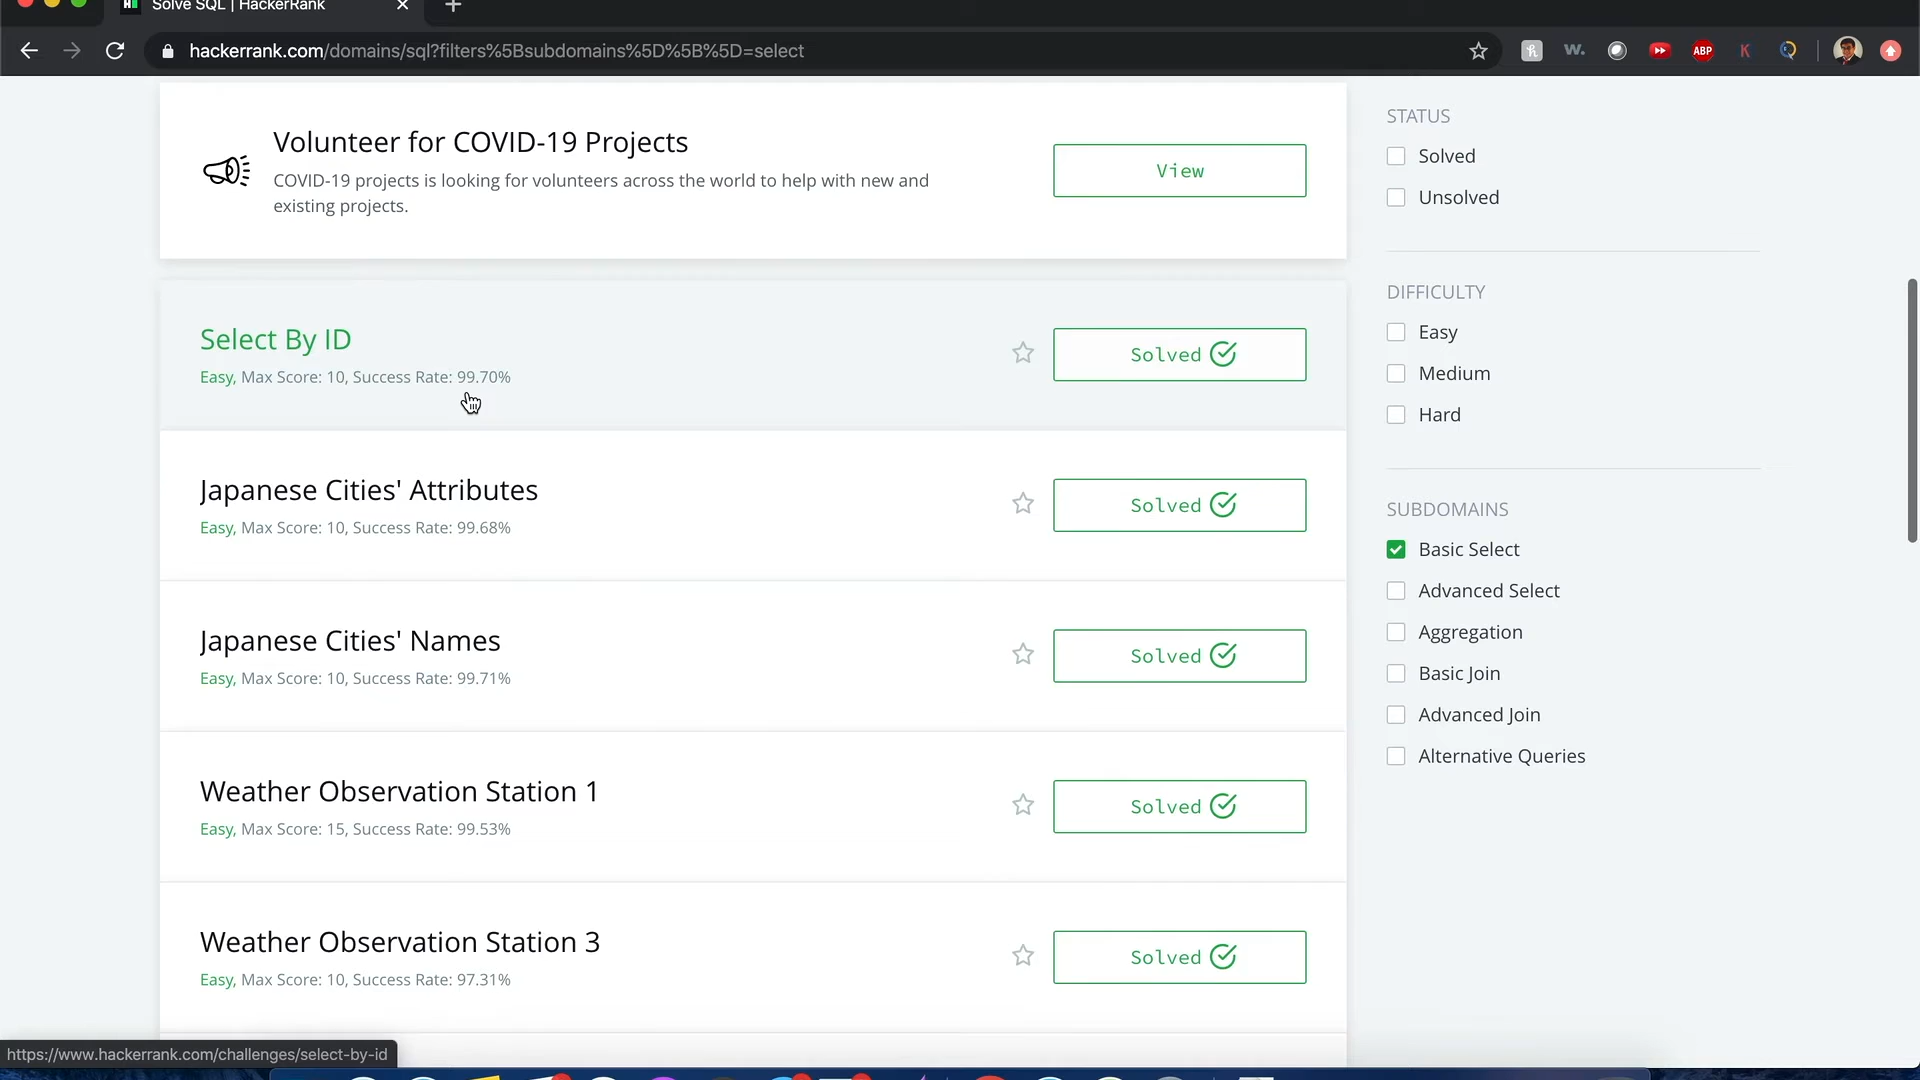 Solve SQL | HackerRank
hackerrank.com/domains/sql?filters%5Bsubdomains%5D%5B%5D=select
w.
ABP
K
Volunteer for COVID-19 Projects
COVID-19 projects is looking for volunteers across the world to help with new and
existing projects.
View
Select By ID
Easy, Max Score: 10, Success Rate: 99.70%
Solved
Japanese Cities' Attributes
Easy, Max Score: 10, Success Rate: 99.68%
Solved
Japanese Cities' Names
Easy, Max Score: 10, Success Rate: 99.71%
Solved
Weather Observation Station 1
Easy, Max Score: 15, Success Rate: 99.53%
Solved
Weather Observation Station 3
Easy, Max Score: 10, Success Rate: 97.31%
Solved
STATUS
Solved
Unsolved
DIFFICULTY
Easy
Medium
Hard
SUBDOMAINS
Basic Select
Advanced Select
Aggregation
Basic Join
Advanced Join
Alternative Queries
https://www.hackerrank.com/challenges/select-by-id